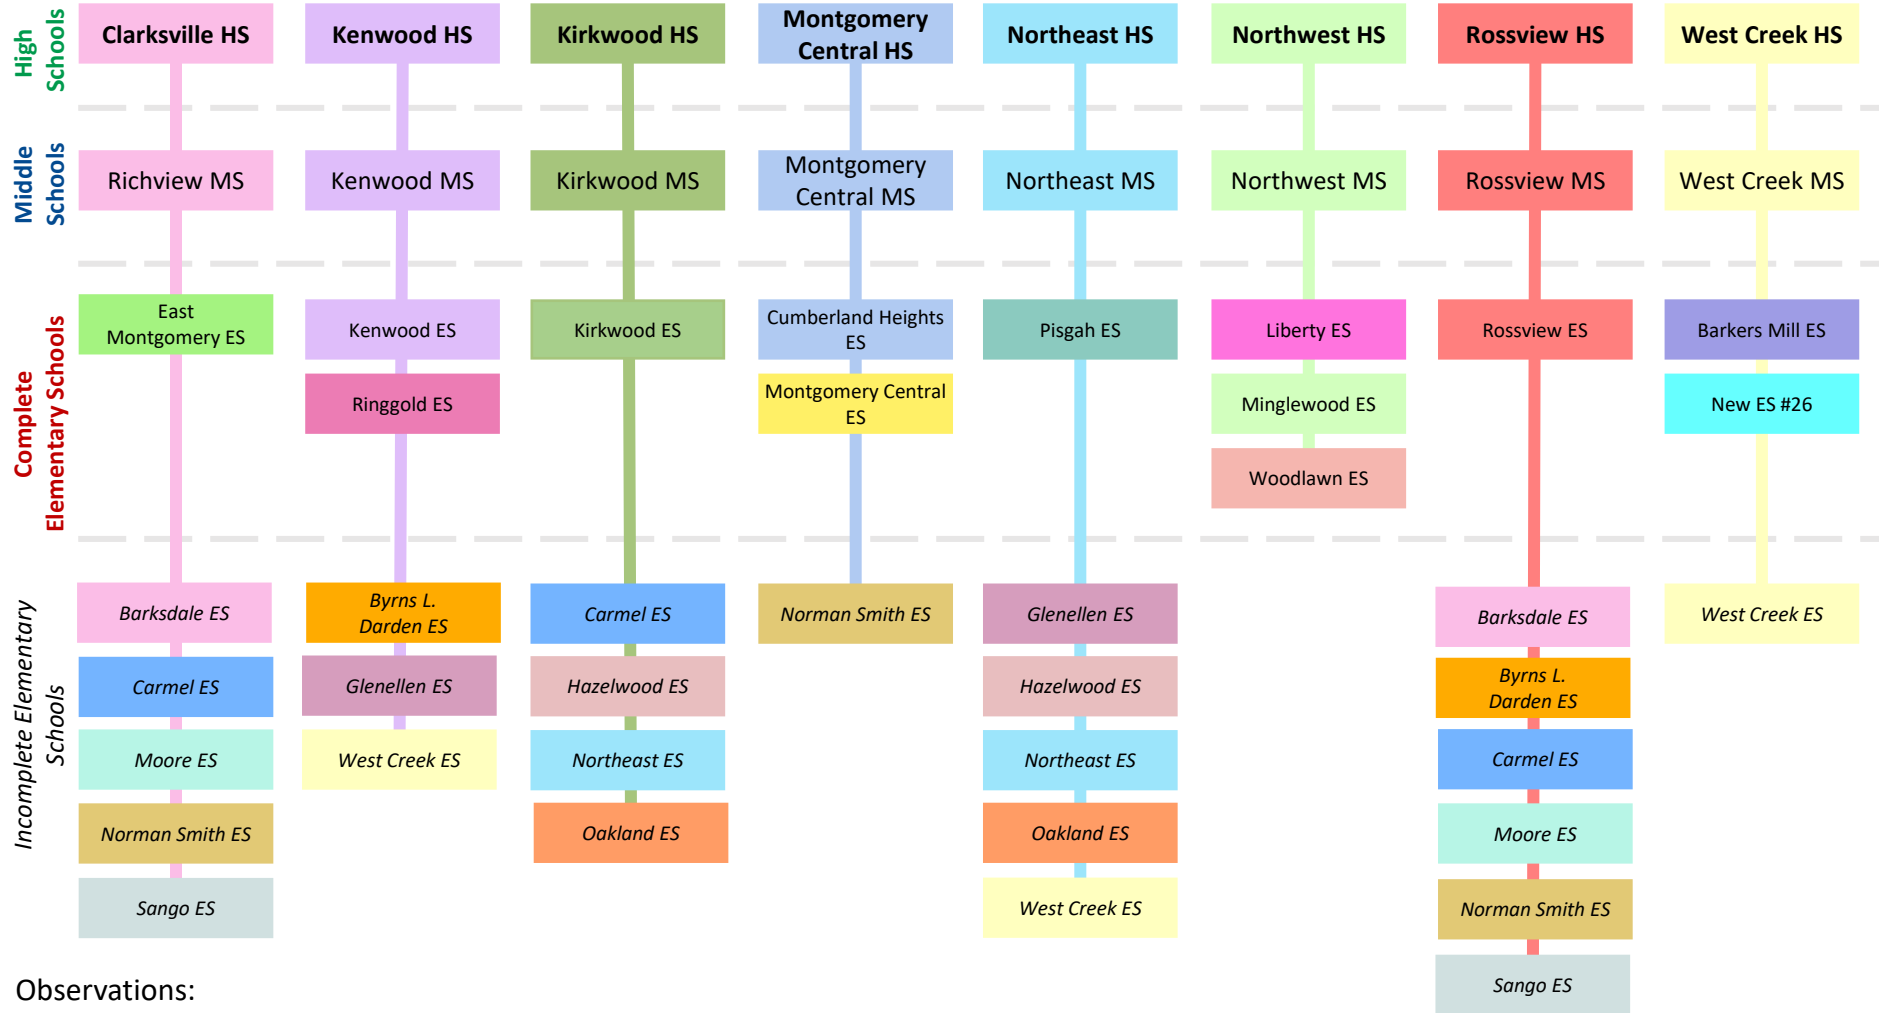 High
Schools
Clarksville HS
Kenwood HS
Kirkwood HS
Montgomery
Central HS
Northeast HS
Northwest HS
Rossview HS
West Creek HS
Middle
Schools
Richview MS
Kenwood MS
Kirkwood MS
Montgomery
Central MS
Northeast MS
Northwest MS
Rossview MS
West Creek MS
Complete
Elementary Schools
East
Montgomery ES
Kenwood ES
Kirkwood ES
Cumberland Heights
ES
Pisgah ES
Liberty ES
Rossview ES
Barkers Mill ES
Ringgold ES
Montgomery Central
ES
Minglewood ES
New ES #26
Woodlawn ES
Incomplete Elementary
Schools
Barksdale ES
Byrns L.
Darden ES
Carmel ES
Norman Smith ES
Glenellen ES
Barksdale ES
West Creek ES
Carmel ES
Glenellen ES
Hazelwood ES
Hazelwood ES
Byrns L.
Darden ES
Moore ES
West Creek ES
Northeast ES
Northeast ES
Carmel ES
Norman Smith ES
Oakland ES
Oakland ES
Moore ES
Sango ES
West Creek ES
Norman Smith ES
Sango ES
Observations: